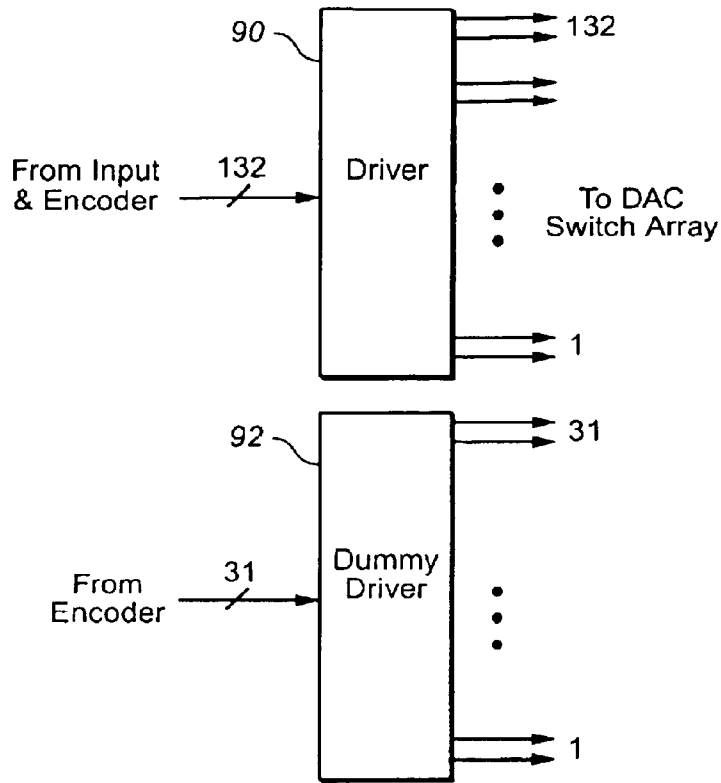 90
132
From Input
& Encoder
132
Driver
To DAC
Switch Array
1
92
31
From
Encoder
31
Dummy
Driver
1